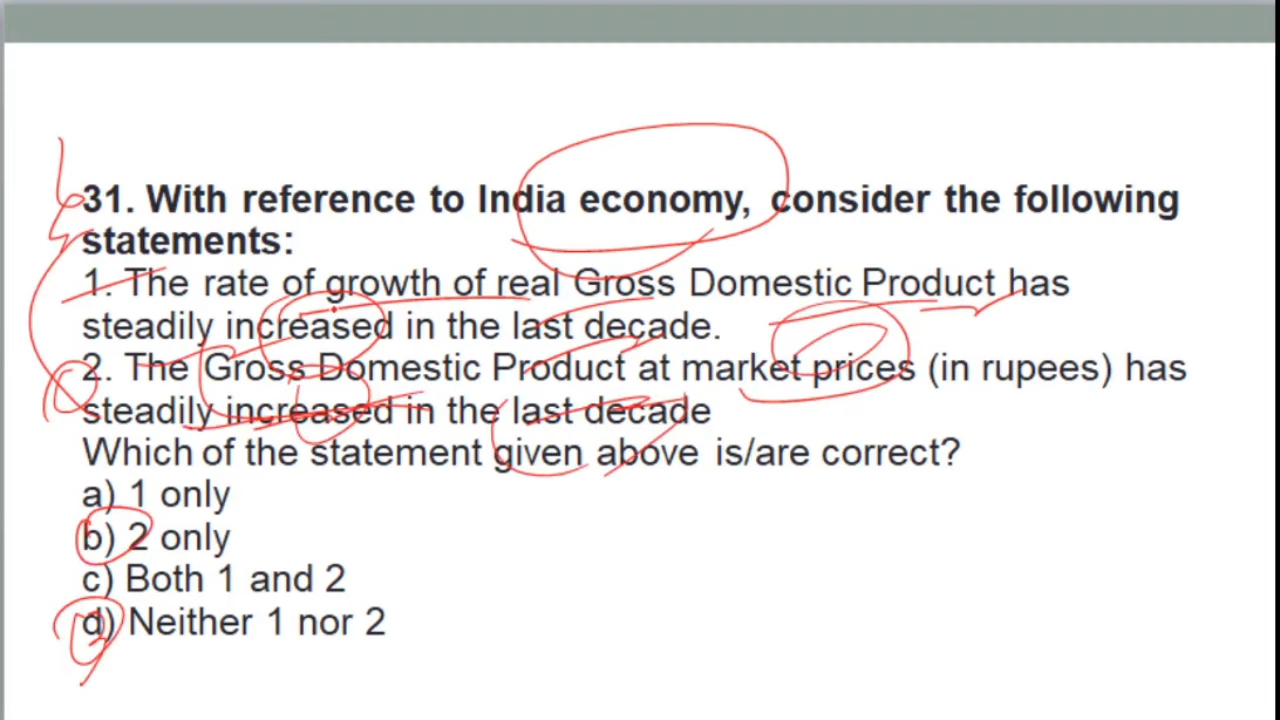 31. With reference to India economy, consider the following
statements:
1. The rate of growth of real Gross Domestic Product has
steadily increased in the last decade.
2. The Gross Domestic Product at market prices (in rupees) has
steadily increased in the last decade
Which of the statement given above is/are correct?
a) 1 only
b) 2 only
c) Both 1 and 2
d) Neither 1 nor 2